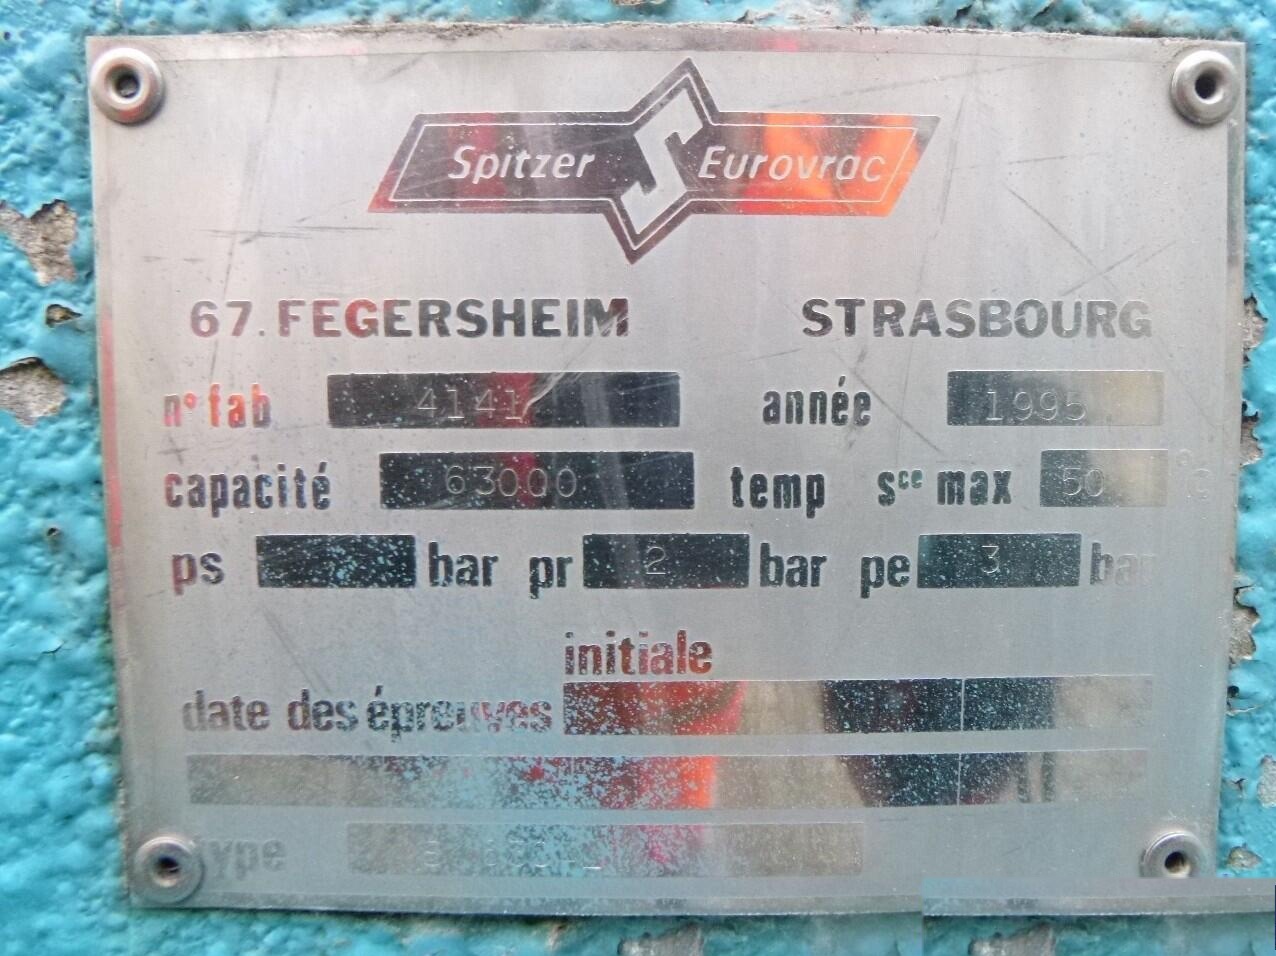 Spitzer S Eurovrac
67. FEGERSHEIM STRASBOURG
n° fab 4141 année 1995
capacité 63000 temp sce max 50 °C
ps bar pr 2 bar pe 3 bar
initiale
date des épreuves
type